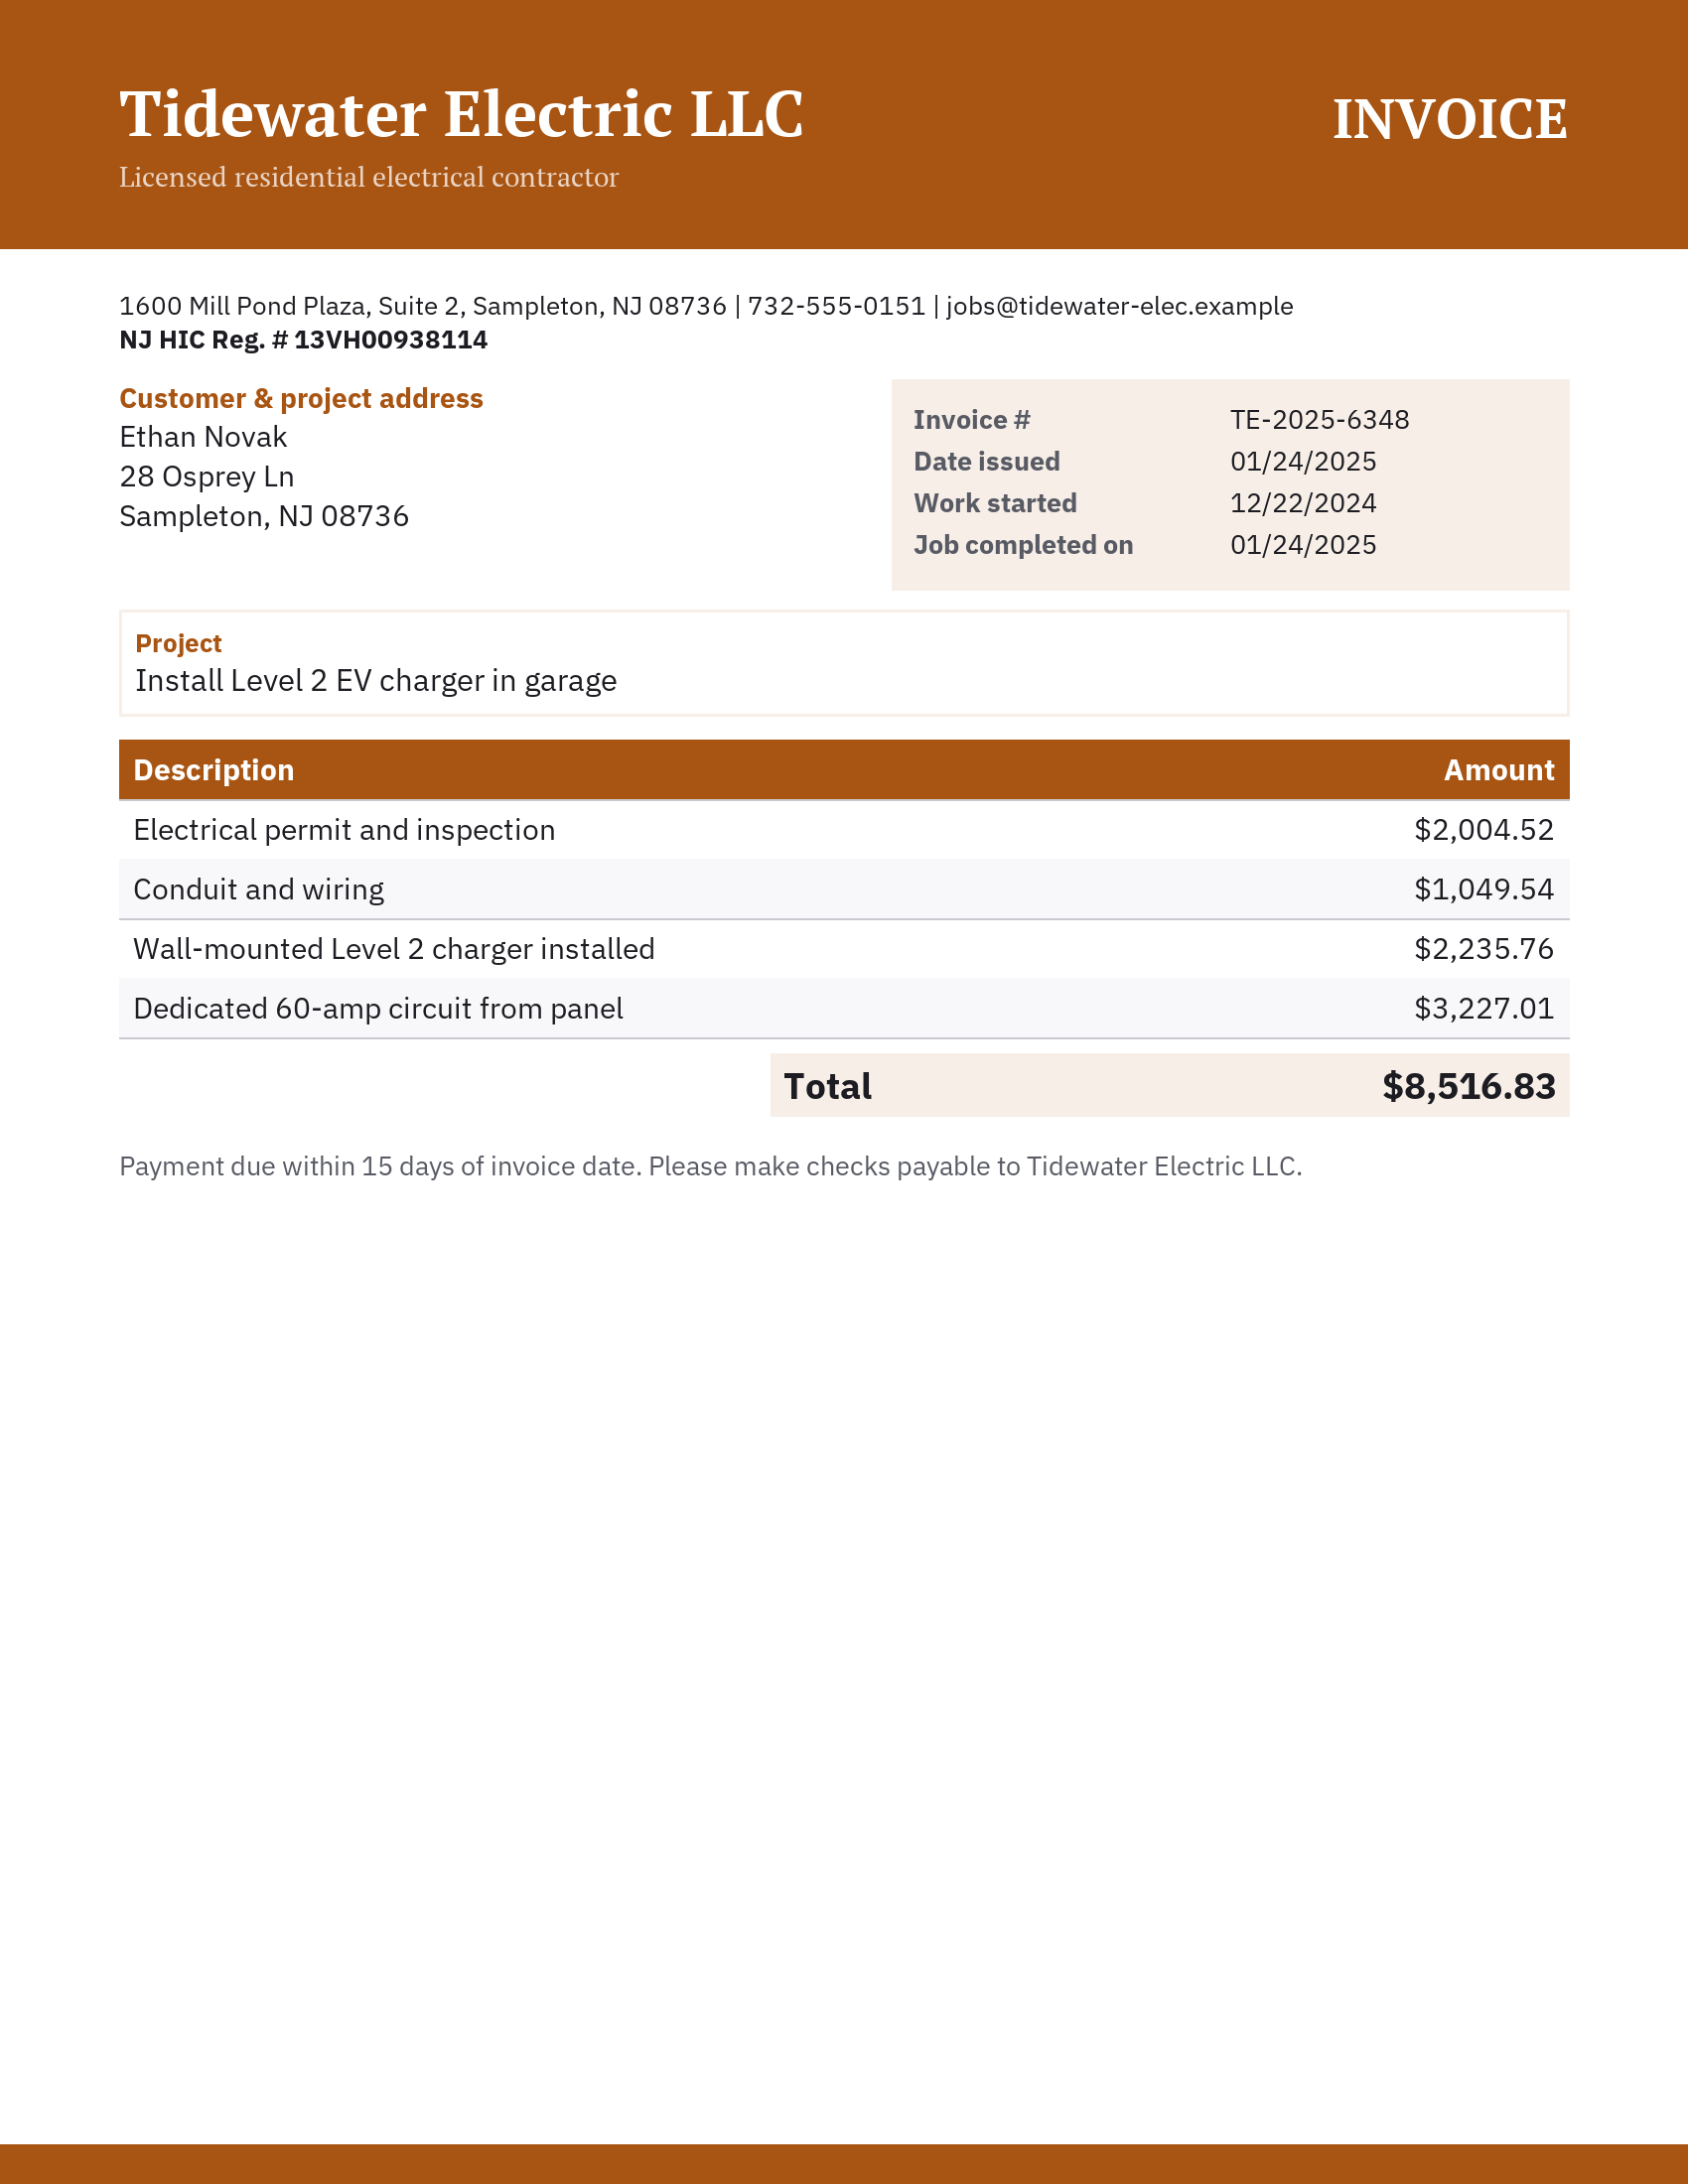 Tidewater Electric LLC
INVOICE
Licensed residential electrical contractor
1600 Mill Pond Plaza, Suite 2, Sampleton, NJ 08736 | 732-555-0151 | jobs@tidewater-elec.example
NJ HIC Reg. # 13VH00938114
Customer & project address
Ethan Novak
28 Osprey Ln
Sampleton, NJ 08736
Invoice # TE-2025-6348
Date issued 01/24/2025
Work started 12/22/2024
Job completed on 01/24/2025
Project
Install Level 2 EV charger in garage
Description Amount
Electrical permit and inspection $2,004.52
Conduit and wiring $1,049.54
Wall-mounted Level 2 charger installed $2,235.76
Dedicated 60-amp circuit from panel $3,227.01
Total $8,516.83
Payment due within 15 days of invoice date. Please make checks payable to Tidewater Electric LLC.